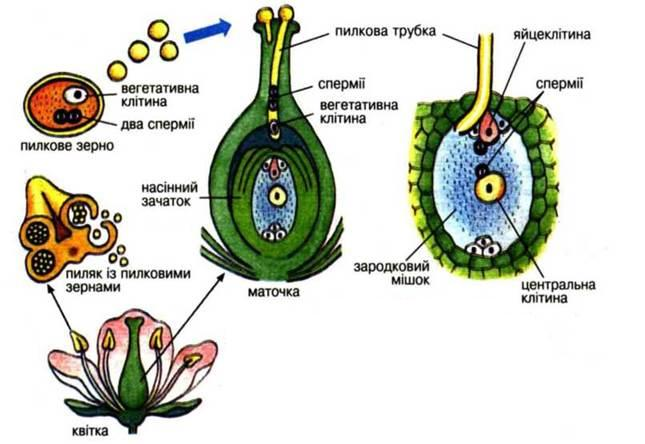 пилкова трубка
яйцеклітина
спермії
спермії
вегетативна
клітина
вегетативна
клітина
два спермії
пилкове зерно
насінний
зачаток
пиляк із пилковими
зернами
маточка
зародковий
мішок
центральна
клітина
квітка